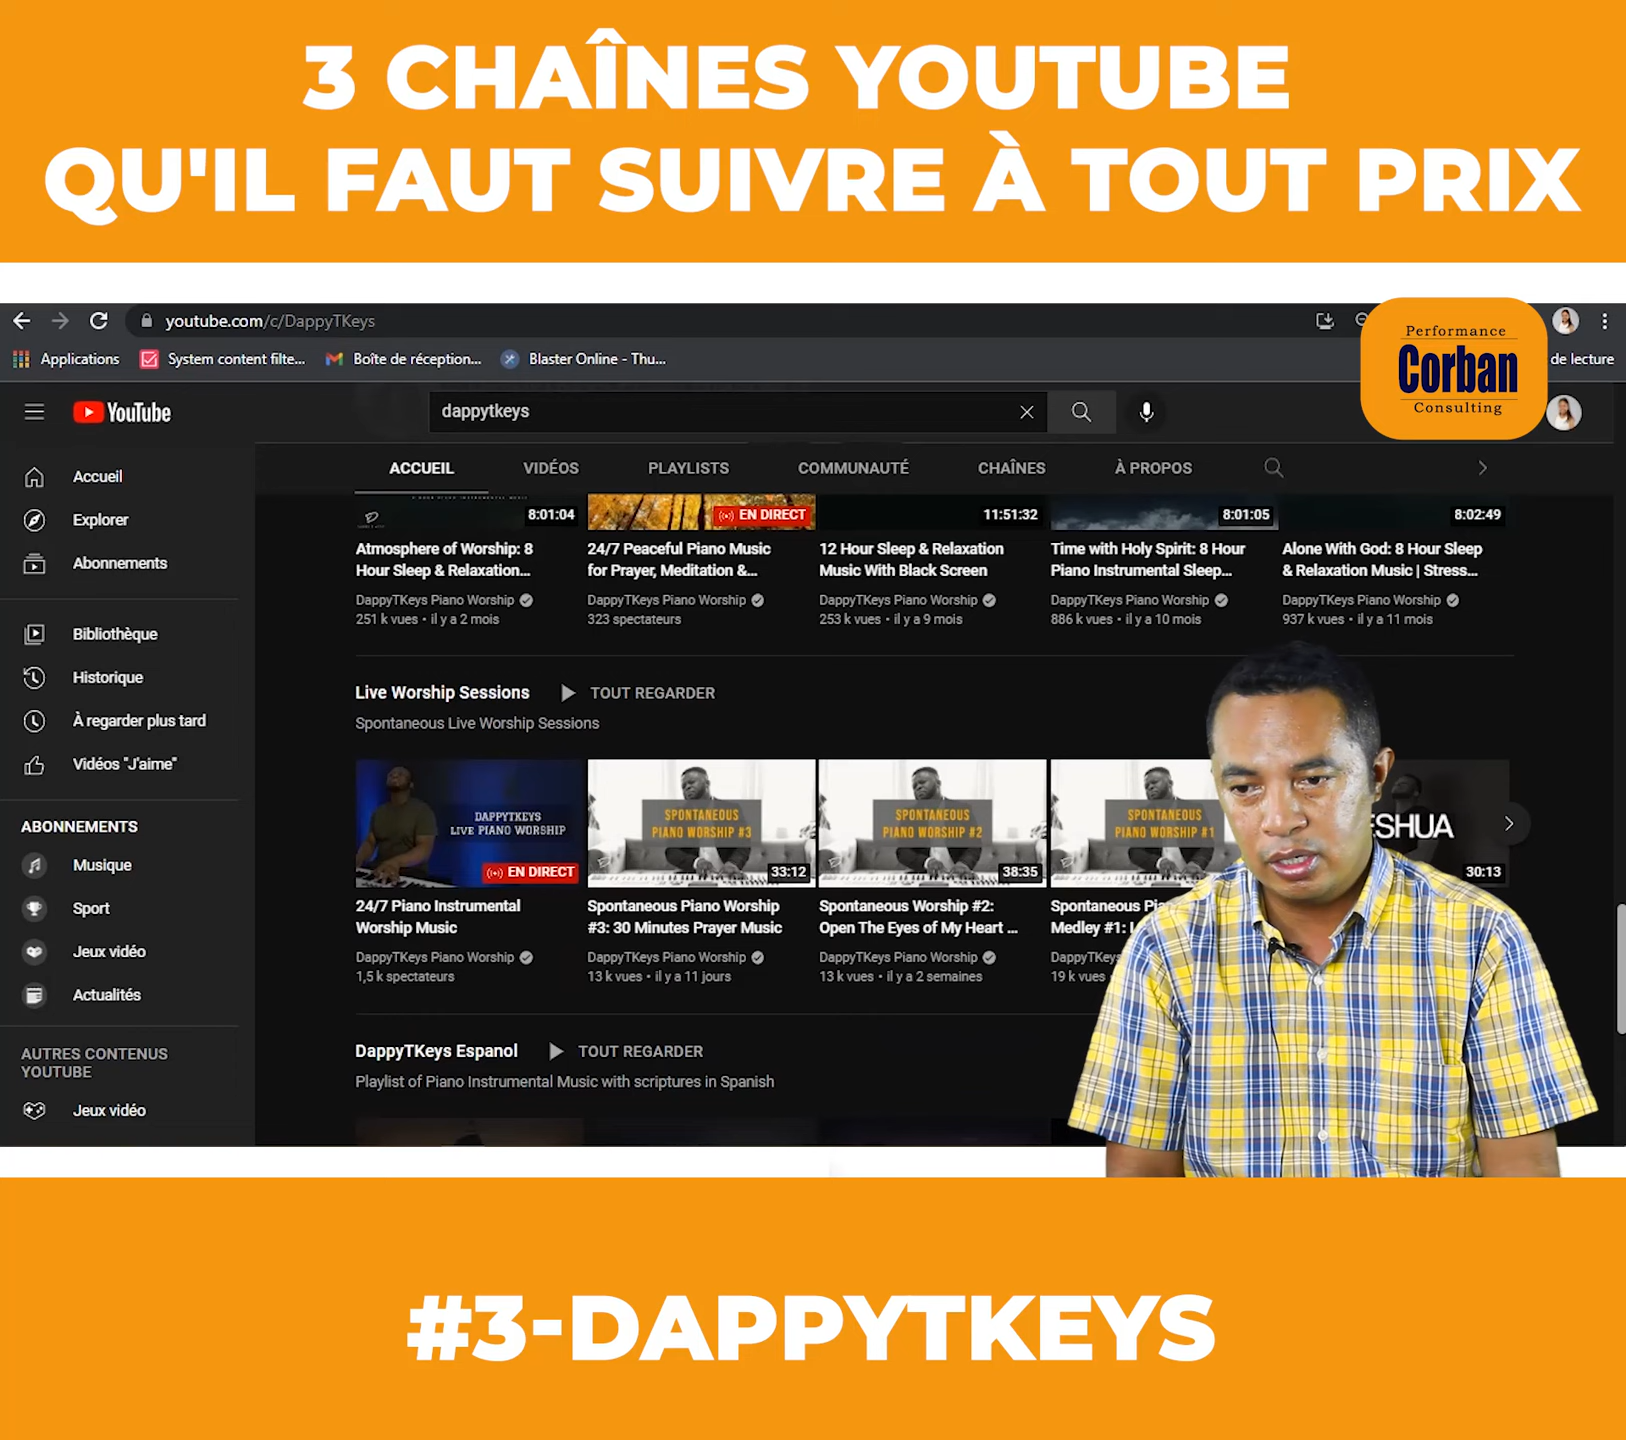 3 CHAÎNES YOUTUBE
QU'IL FAUT SUIVRE À TOUT PRIX
youtube.com/c/DappyTKeys
Performance
Corban
Consulting
Applications
System content filte...
Boîte de réception...
Blaster Online - Thu...
de lecture
YouTube
dappytkeys
ACCUEIL
VIDÉOS
PLAYLISTS
COMMUNAUTÉ
CHAÎNES
À PROPOS
Accueil
Explorer
Abonnements
Bibliothèque
Historique
À regarder plus tard
Vidéos "J'aime"
ABONNEMENTS
Musique
Sport
Jeux vidéo
Actualités
AUTRES CONTENUS
YOUTUBE
Jeux vidéo
8:01:04
Atmosphere of Worship: 8
Hour Sleep & Relaxation...
DappyTKeys Piano Worship
251 k vues • il y a 2 mois
EN DIRECT
24/7 Peaceful Piano Music
for Prayer, Meditation &...
DappyTKeys Piano Worship
323 spectateurs
11:51:32
12 Hour Sleep & Relaxation
Music With Black Screen
DappyTKeys Piano Worship
253 k vues • il y a 9 mois
8:01:05
Time with Holy Spirit: 8 Hour
Piano Instrumental Sleep...
DappyTKeys Piano Worship
886 k vues • il y a 10 mois
8:02:49
Alone With God: 8 Hour Sleep
& Relaxation Music | Stress...
DappyTKeys Piano Worship
937 k vues • il y a 11 mois
Live Worship Sessions
TOUT REGARDER
Spontaneous Live Worship Sessions
DAPPYTKEYS
LIVE PIANO WORSHIP
EN DIRECT
24/7 Piano Instrumental
Worship Music
DappyTKeys Piano Worship
1,5 k spectateurs
SPONTANEOUS
PIANO WORSHIP #3
33:12
Spontaneous Piano Worship
#3: 30 Minutes Prayer Music
DappyTKeys Piano Worship
13 k vues • il y a 11 jours
SPONTANEOUS
PIANO WORSHIP #2
38:35
Spontaneous Worship #2:
Open The Eyes of My Heart ...
DappyTKeys Piano Worship
13 k vues • il y a 2 semaines
SPONTANEOUS
PIANO WORSHIP #1
Spontaneous
Medley #1:
DappyTKeys
19 k vues
ESHUA
30:13
DappyTKeys Espanol
TOUT REGARDER
Playlist of Piano Instrumental Music with scriptures in Spanish
#3-DAPPYTKEYS